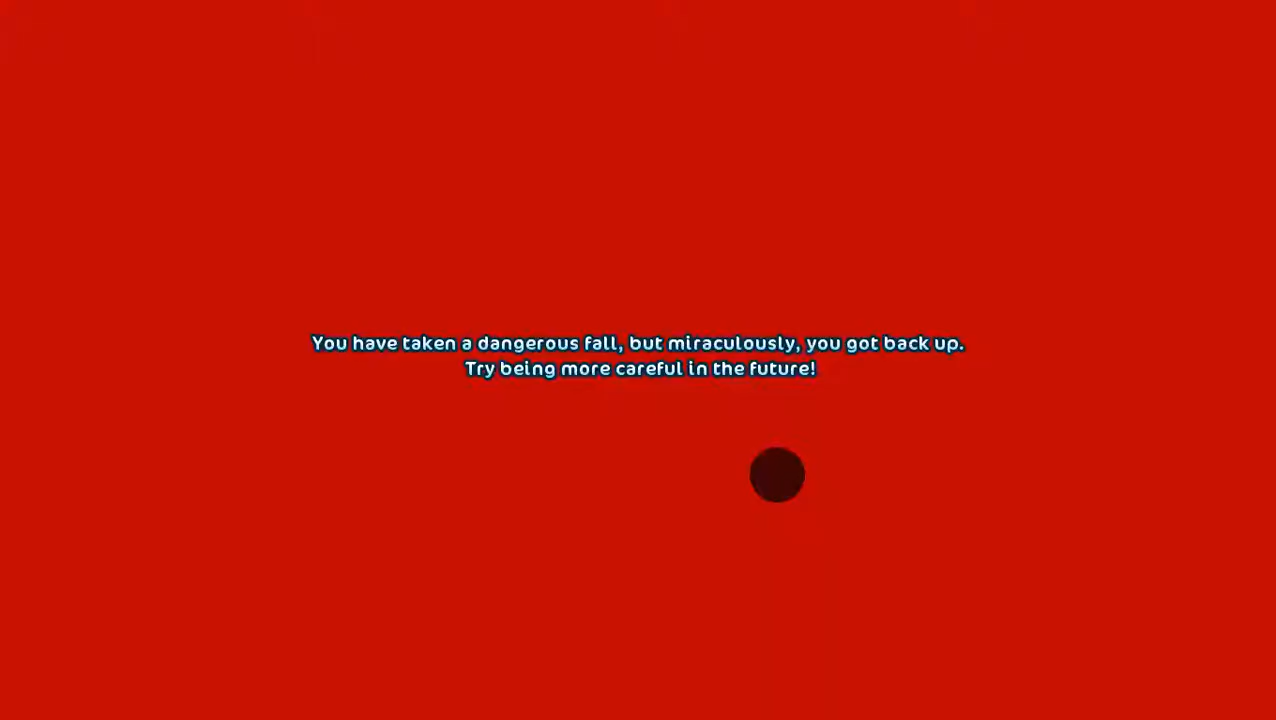 You have taken a dangerous fall, but miraculously, you got back up.
Try being more careful in the future!